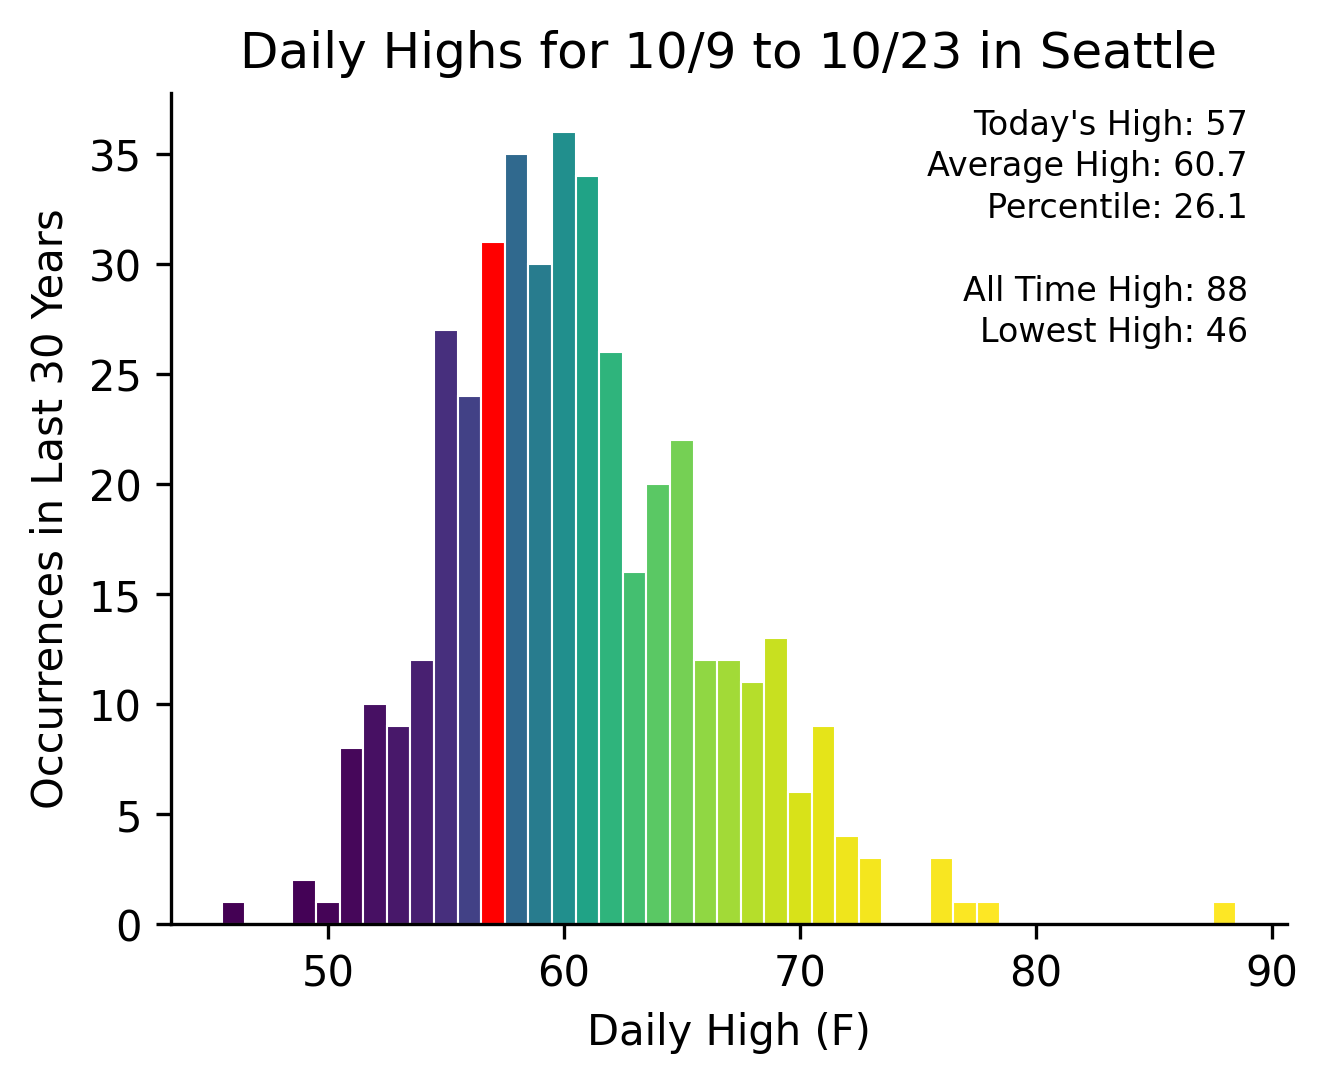 Daily Highs for 10/9 to 10/23 in Seattle
Today's High: 57
Average High: 60.7
Percentile: 26.1
All Time High: 88
Lowest High: 46
Occurrences in Last 30 Years
35
30
25
20
15
10
5
0
50 60 70 80 90
Daily High (F)